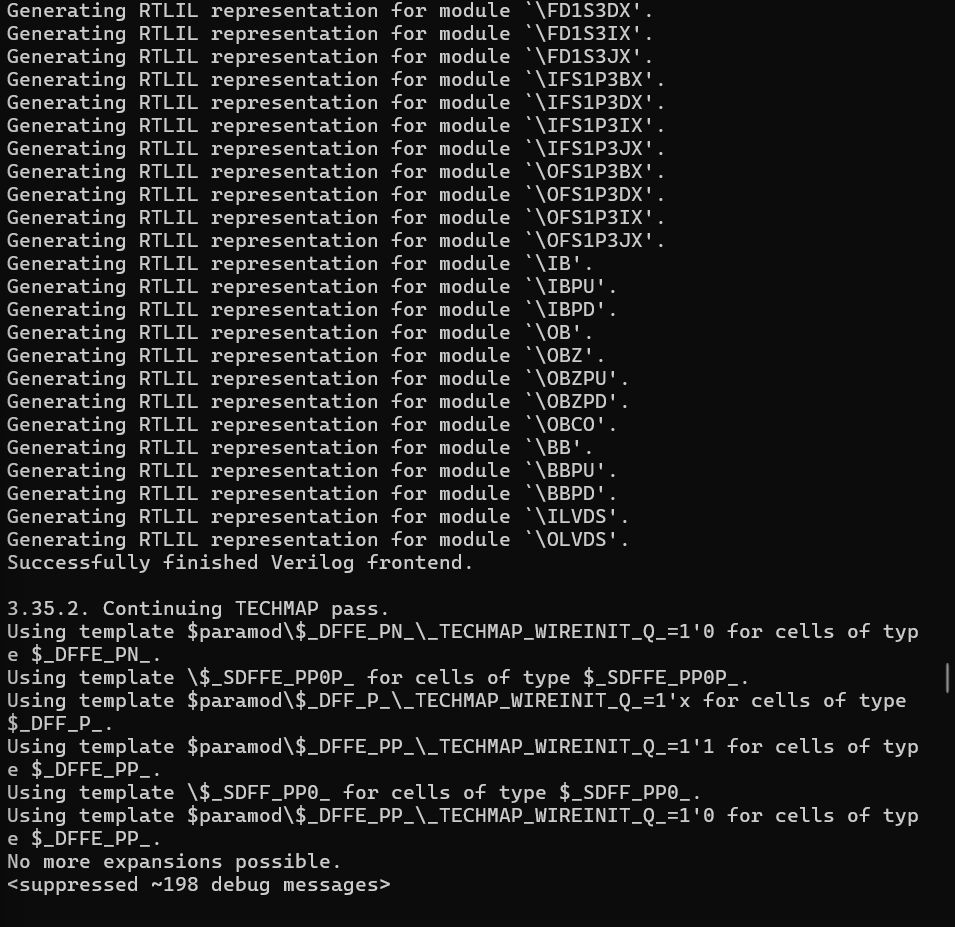 Generating RTLIL representation for module `\FD1S3DX'.
Generating RTLIL representation for module `\FD1S3IX'.
Generating RTLIL representation for module `\FD1S3JX'.
Generating RTLIL representation for module `\IFS1P3BX'.
Generating RTLIL representation for module `\IFS1P3DX'.
Generating RTLIL representation for module `\IFS1P3IX'.
Generating RTLIL representation for module `\IFS1P3JX'.
Generating RTLIL representation for module `\OFS1P3BX'.
Generating RTLIL representation for module `\OFS1P3DX'.
Generating RTLIL representation for module `\OFS1P3IX'.
Generating RTLIL representation for module `\OFS1P3JX'.
Generating RTLIL representation for module `\IB'.
Generating RTLIL representation for module `\IBPU'.
Generating RTLIL representation for module `\IBPD'.
Generating RTLIL representation for module `\OB'.
Generating RTLIL representation for module `\OBZ'.
Generating RTLIL representation for module `\OBZPU'.
Generating RTLIL representation for module `\OBZPD'.
Generating RTLIL representation for module `\OBCO'.
Generating RTLIL representation for module `\BB'.
Generating RTLIL representation for module `\BBPU'.
Generating RTLIL representation for module `\BBPD'.
Generating RTLIL representation for module `\ILVDS'.
Generating RTLIL representation for module `\OLVDS'.
Successfully finished Verilog frontend.

3.35.2. Continuing TECHMAP pass.
Using template $paramod\$_DFFE_PN_\_TECHMAP_WIREINIT_Q_=1'0 for cells of typ
e $_DFFE_PN_.
Using template \$_SDFFE_PP0P_ for cells of type $_SDFFE_PP0P_.
Using template $paramod\$_DFF_P_\_TECHMAP_WIREINIT_Q_=1'x for cells of type
$_DFF_P_.
Using template $paramod\$_DFFE_PP_\_TECHMAP_WIREINIT_Q_=1'1 for cells of typ
e $_DFFE_PP_.
Using template \$_SDFF_PP0_ for cells of type $_SDFF_PP0_.
Using template $paramod\$_DFFE_PP_\_TECHMAP_WIREINIT_Q_=1'0 for cells of typ
e $_DFFE_PP_.
No more expansions possible.
<suppressed ~198 debug messages>